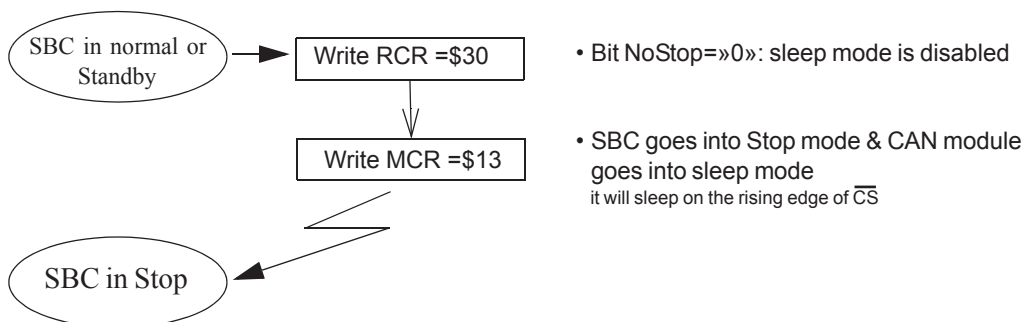 SBC in normal or
Standby
Write RCR =$30
• Bit NoStop=»0»: sleep mode is disabled
Write MCR =$13
• SBC goes into Stop mode & CAN module
goes into sleep mode
it will sleep on the rising edge of C̅S̅
SBC in Stop